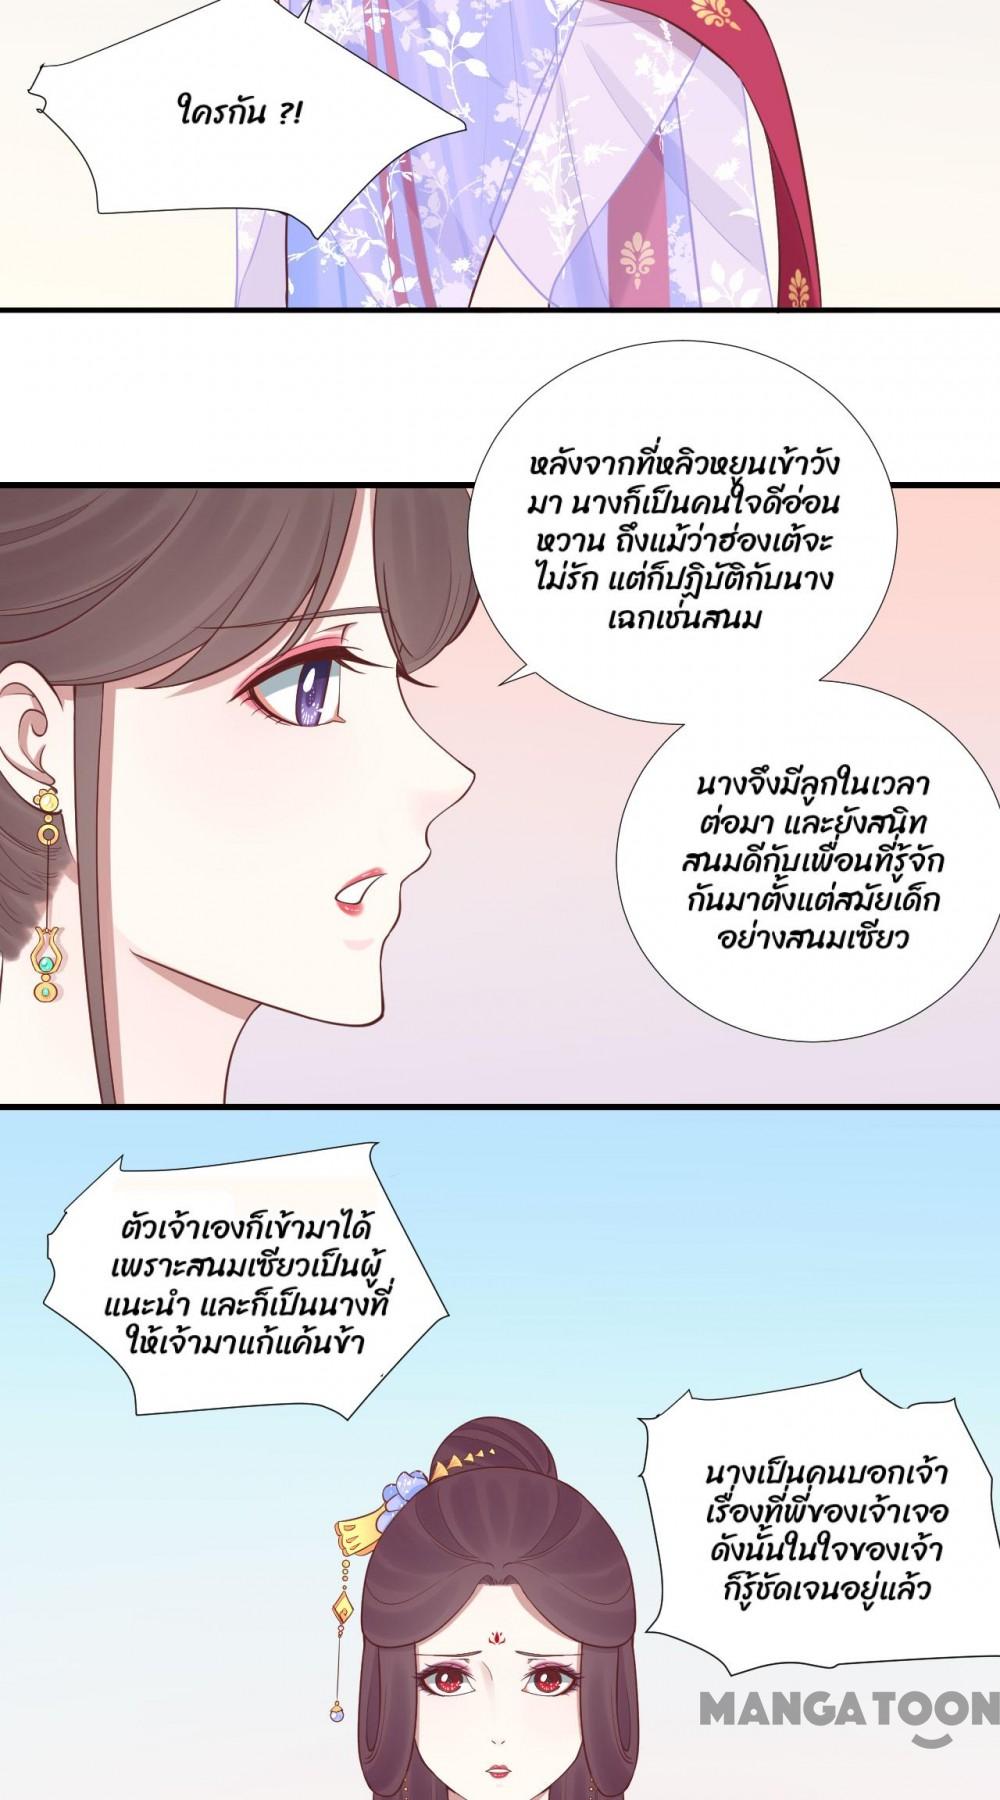 ใครกัน ?!
หลังจากที่หลิวหยูนเข้าวัง
มา นางก็เป็นคนใจดีอ่อน
หวาน ถึงแม้ว่าฮ่องเต้จะ
ไม่รัก แต่ก็ปฏิบัติกับนาง
เฉกเช่นสนม
นางจึงมีลูกในเวลา
ต่อมา และยังสนิท
สนมดีกับเพื่อนที่รู้จัก
กันมาตั้งแต่สมัยเด็ก
อย่างสนมเซียว
ตัวเจ้าเองก็เข้ามาได้
เพราะสนมเซียวเป็นผู้
แนะนำ และก็เป็นนางที่
ให้เจ้ามาแก้แค้นข้า
นางเป็นคนบอกเจ้า
เรื่องที่พี่ของเจ้าเจอ
ดังนั้นในใจของเจ้า
ก็รู้ชัดเจนอยู่แล้ว
MANGATOON